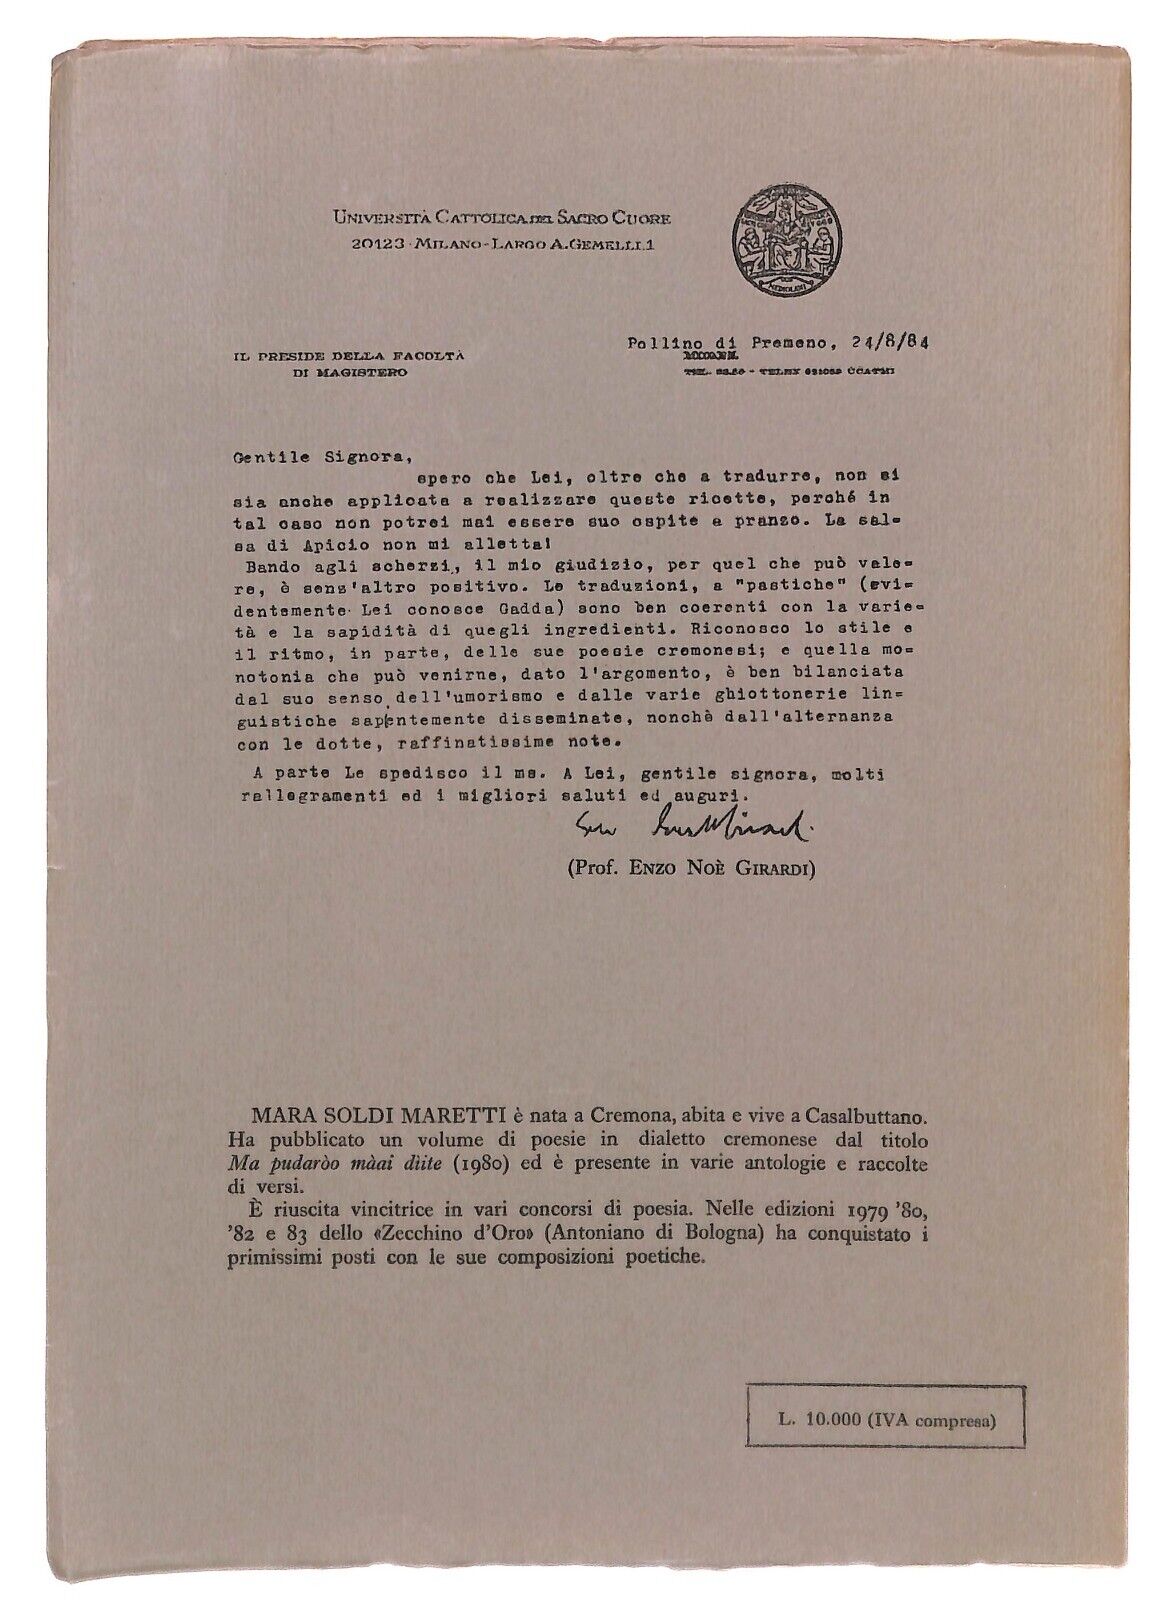 UNIVERSITÀ CATTOLICA DEL SACRO CUORE
20123 · MILANO - LARGO A. GEMELLI, 1
MEDIOLANI
IL PRESIDE DELLA FACOLTÀ
DI MAGISTERO
Pollino di Premeno, 24/8/84
Gentile Signora,
spero che Lei, oltre che a tradurre, non si
sia anche applicata a realizzare queste ricette, perché in
tal caso non potrei mai essere suo ospite a pranzo. La sal=
sa di Apicio non mi alletta!
Bando agli scherzi, il mio giudizio, per quel che può vale=
re, è senz'altro positivo. Le traduzioni, a "pastiche" (evi=
dentemente Lei conosce Gadda) sono ben coerenti con la varie=
tà e la sapidità di quegli ingredienti. Riconosco lo stile e
il ritmo, in parte, delle sue poesie cremonesi; e quella mo=
notonia che può venirne, dato l'argomento, è ben bilanciata
dal suo senso dell'umorismo e dalle varie ghiottonerie lin=
guistiche sapientemente disseminate, nonchè dall'alternanza
con le dotte, raffinatissime note.
A parte Le spedisco il ms. A Lei, gentile signora, molti
rallegramenti ed i migliori saluti ed auguri.
(Prof. ENZO NOÈ GIRARDI)
MARA SOLDI MARETTI è nata a Cremona, abita e vive a Casalbuttano.
Ha pubblicato un volume di poesie in dialetto cremonese dal titolo
Ma pudaròo màai diite (1980) ed è presente in varie antologie e raccolte
di versi.
È riuscita vincitrice in vari concorsi di poesia. Nelle edizioni 1979 '80,
'82 e 83 dello «Zecchino d'Oro» (Antoniano di Bologna) ha conquistato i
primissimi posti con le sue composizioni poetiche.
L. 10.000 (IVA compresa)